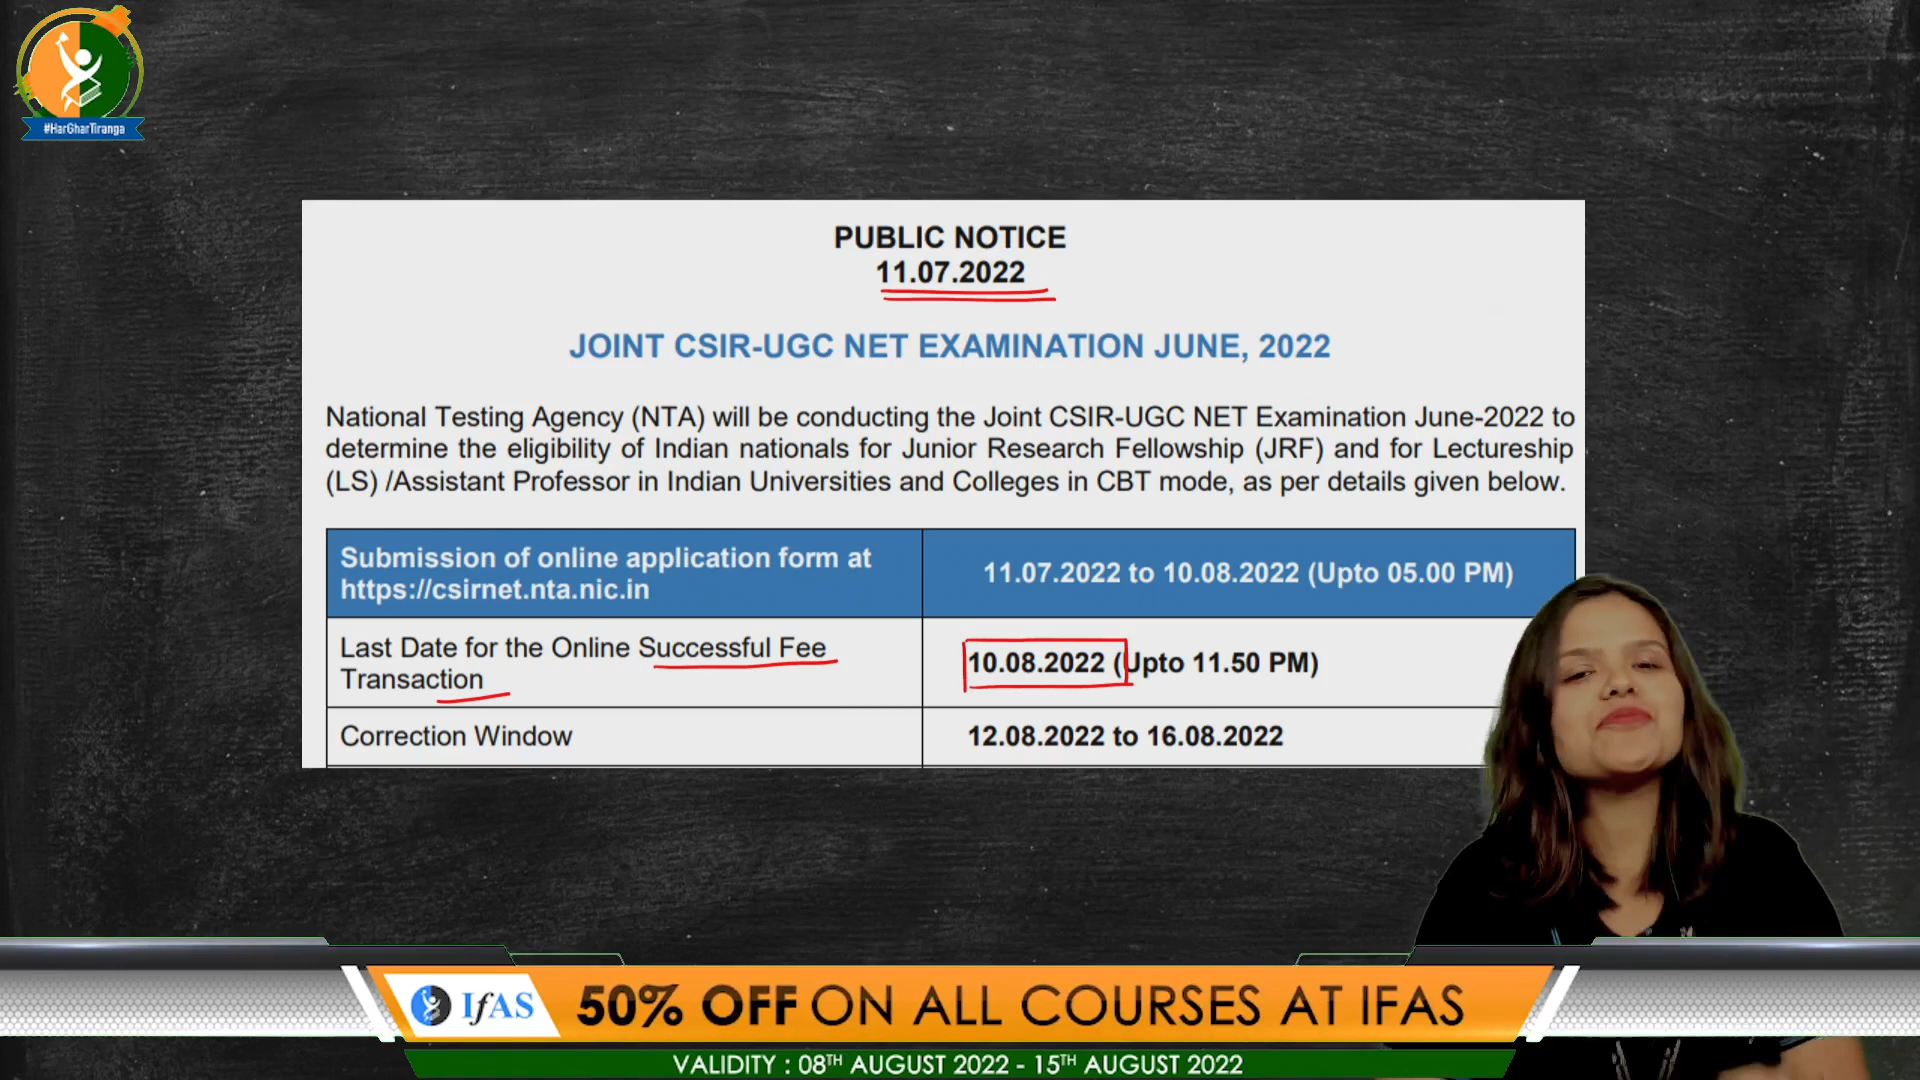 #HarGharTiranga
PUBLIC NOTICE
11.07.2022
JOINT CSIR-UGC NET EXAMINATION JUNE, 2022
National Testing Agency (NTA) will be conducting the Joint CSIR-UGC NET Examination June-2022 to
determine the eligibility of Indian nationals for Junior Research Fellowship (JRF) and for Lectureship
(LS) /Assistant Professor in Indian Universities and Colleges in CBT mode, as per details given below.
Submission of online application form at
https://csirnet.nta.nic.in
11.07.2022 to 10.08.2022 (Upto 05.00 PM)
Last Date for the Online Successful Fee
Transaction
10.08.2022 (Upto 11.50 PM)
Correction Window
12.08.2022 to 16.08.2022
IfAS
50% OFF ON ALL COURSES AT IFAS
VALIDITY : 08TH AUGUST 2022 - 15TH AUGUST 2022